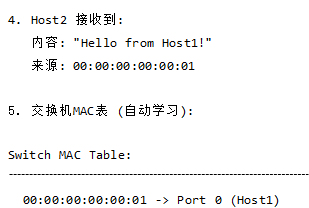 4. Host2 接收到:
内容: "Hello from Host1!"
来源: 00:00:00:00:00:01
5. 交换机MAC表 (自动学习):
Switch MAC Table:
------------------------------------------------------------
00:00:00:00:00:01 -> Port 0 (Host1)